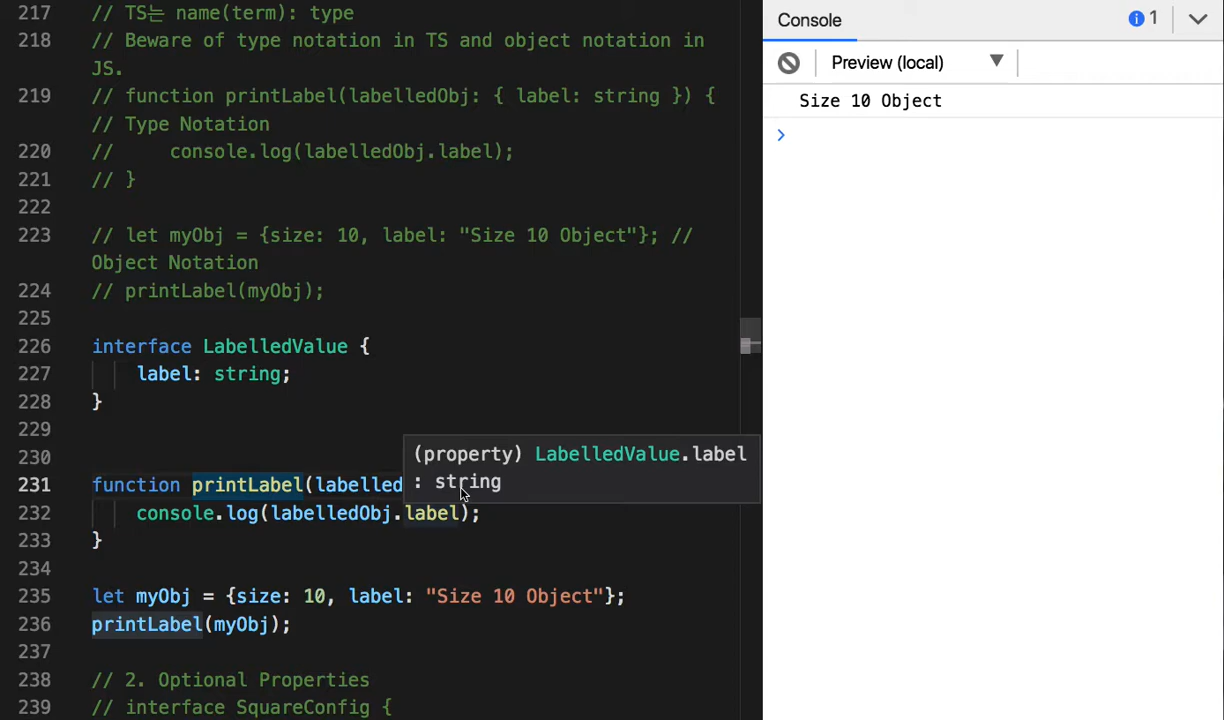 217 // TS는 name(term): type
218 // Beware of type notation in TS and object notation in
JS.
219 // function printLabel(labelledObj: { label: string }) {
// Type Notation
220 //     console.log(labelledObj.label);
221 // }
222
223 // let myObj = {size: 10, label: "Size 10 Object"}; //
Object Notation
224 // printLabel(myObj);
225
226 interface LabelledValue {
227     label: string;
228 }
229
230
(property) LabelledValue.label
: string
231 function printLabel(labelled
232     console.log(labelledObj.label);
233 }
234
235 let myObj = {size: 10, label: "Size 10 Object"};
236 printLabel(myObj);
237
238 // 2. Optional Properties
239 // interface SquareConfig {
Console
1
Preview (local)
Size 10 Object